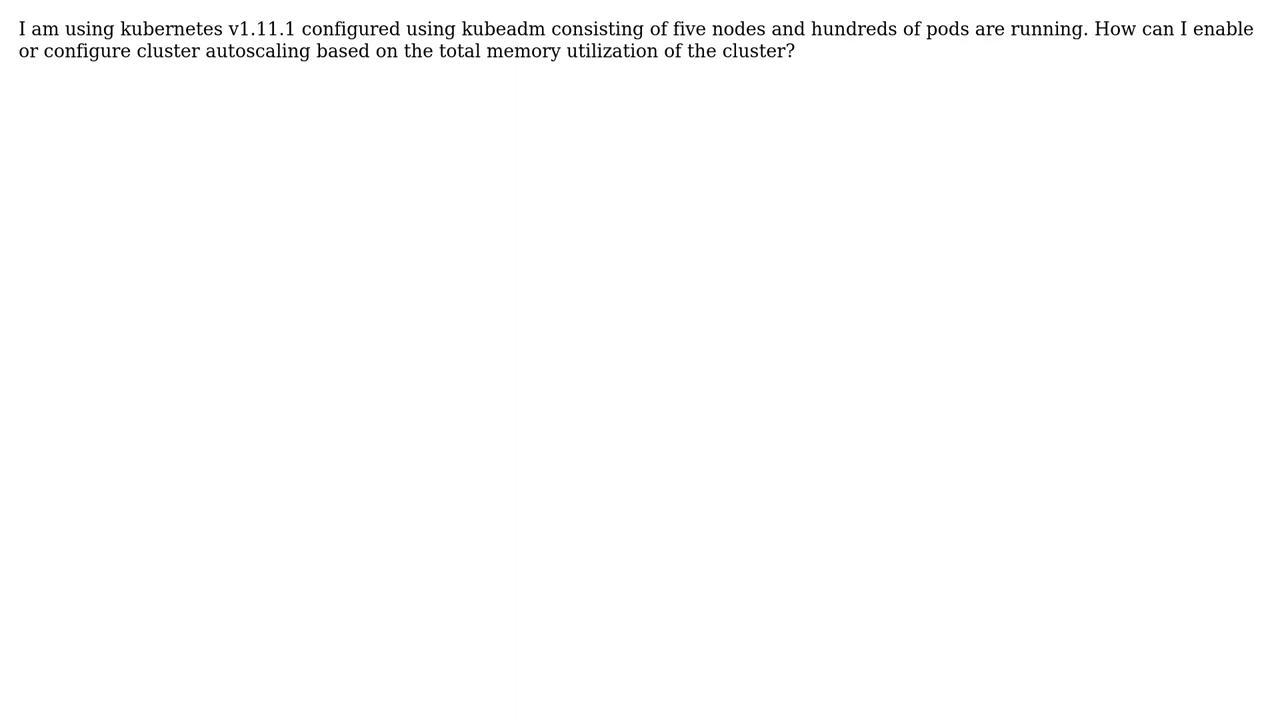 I am using kubernetes v1.11.1 configured using kubeadm consisting of five nodes and hundreds of pods are running. How can I enable
or configure cluster autoscaling based on the total memory utilization of the cluster?